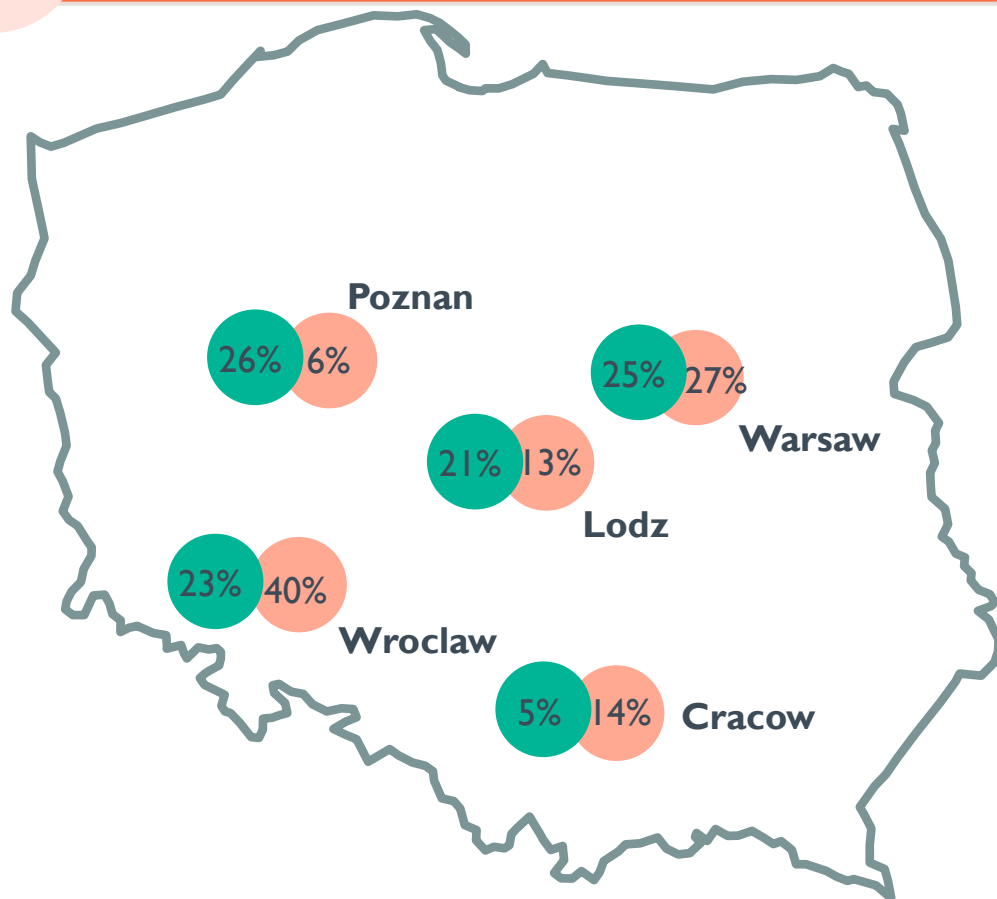 Poznan
26% 6%
25% 27%
Warsaw
21% 13%
Lodz
23% 40%
Wroclaw
5% 14% Cracow